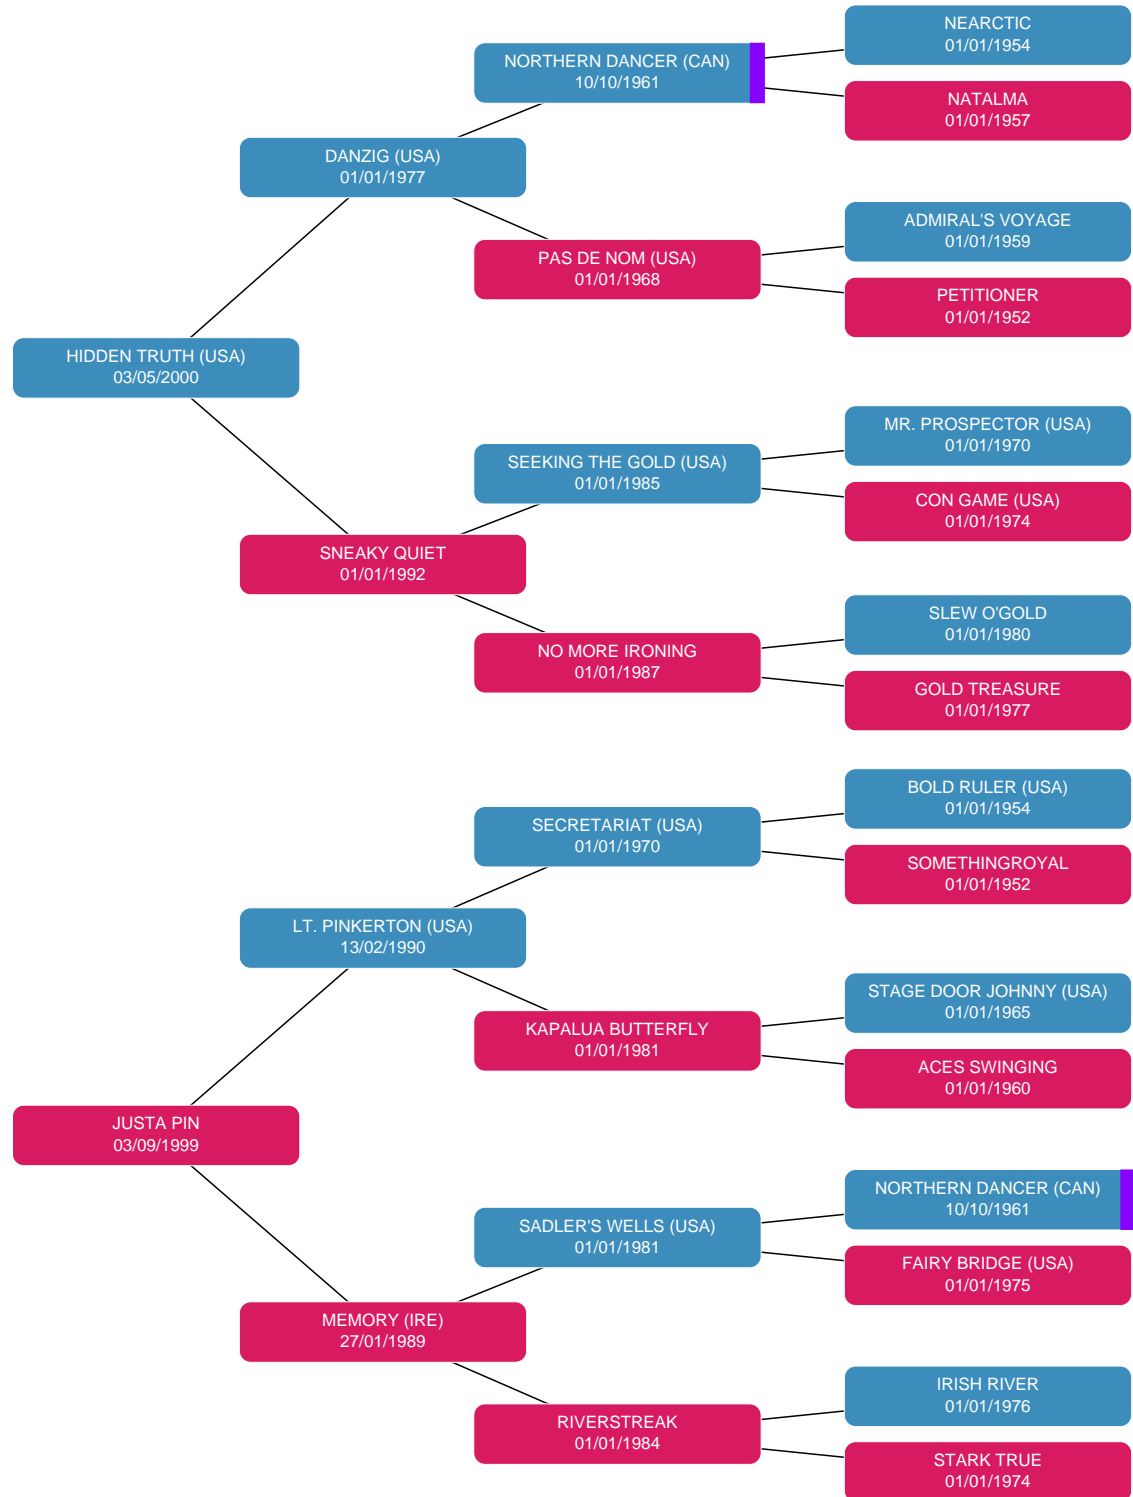 NEARCTIC
01/01/1954
NORTHERN DANCER (CAN)
10/10/1961
NATALMA
01/01/1957
DANZIG (USA)
01/01/1977
ADMIRAL'S VOYAGE
01/01/1959
PAS DE NOM (USA)
01/01/1968
PETITIONER
01/01/1952
HIDDEN TRUTH (USA)
03/05/2000
MR. PROSPECTOR (USA)
01/01/1970
SEEKING THE GOLD (USA)
01/01/1985
CON GAME (USA)
01/01/1974
SNEAKY QUIET
01/01/1992
SLEW O'GOLD
01/01/1980
NO MORE IRONING
01/01/1987
GOLD TREASURE
01/01/1977
BOLD RULER (USA)
01/01/1954
SECRETARIAT (USA)
01/01/1970
SOMETHINGROYAL
01/01/1952
LT. PINKERTON (USA)
13/02/1990
STAGE DOOR JOHNNY (USA)
01/01/1965
KAPALUA BUTTERFLY
01/01/1981
ACES SWINGING
01/01/1960
JUSTA PIN
03/09/1999
NORTHERN DANCER (CAN)
10/10/1961
SADLER'S WELLS (USA)
01/01/1981
FAIRY BRIDGE (USA)
01/01/1975
MEMORY (IRE)
27/01/1989
IRISH RIVER
01/01/1976
RIVERSTREAK
01/01/1984
STARK TRUE
01/01/1974